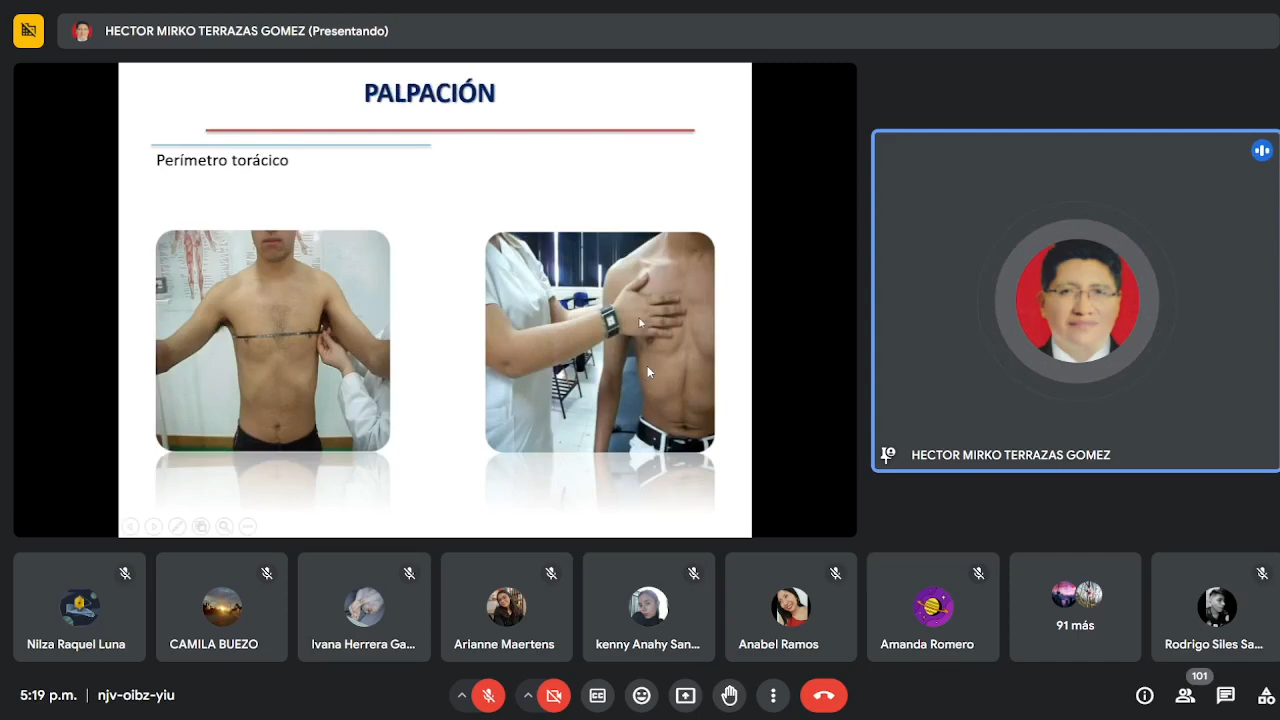 HECTOR MIRKO TERRAZAS GOMEZ (Presentando)
PALPACIÓN
Perímetro torácico
HECTOR MIRKO TERRAZAS GOMEZ
Nilza Raquel Luna
CAMILA BUEZO
Ivana Herrera Ga...
Arianne Maertens
kenny Anahy San...
Anabel Ramos
Amanda Romero
91 más
Rodrigo Siles Sa...
5:19 p.m. | njv-oibz-yiu
101